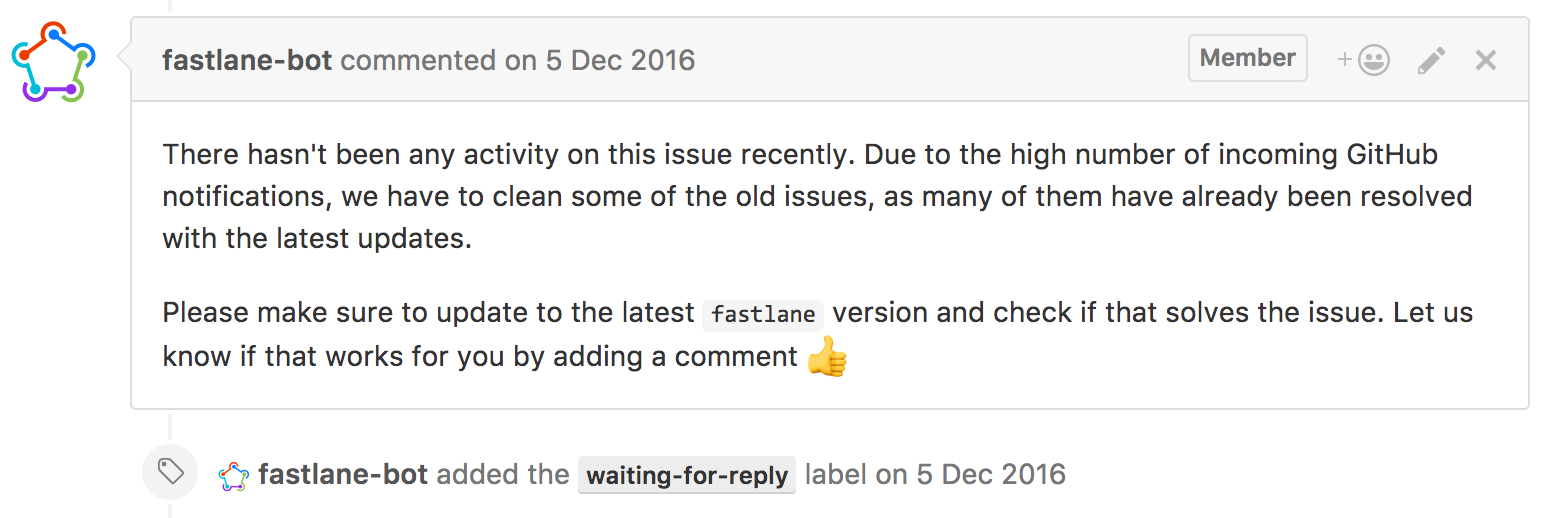 fastlane-bot commented on 5 Dec 2016 Member
There hasn't been any activity on this issue recently. Due to the high number of incoming GitHub
notifications, we have to clean some of the old issues, as many of them have already been resolved
with the latest updates.
Please make sure to update to the latest fastlane version and check if that solves the issue. Let us
know if that works for you by adding a comment 👍
fastlane-bot added the waiting-for-reply label on 5 Dec 2016